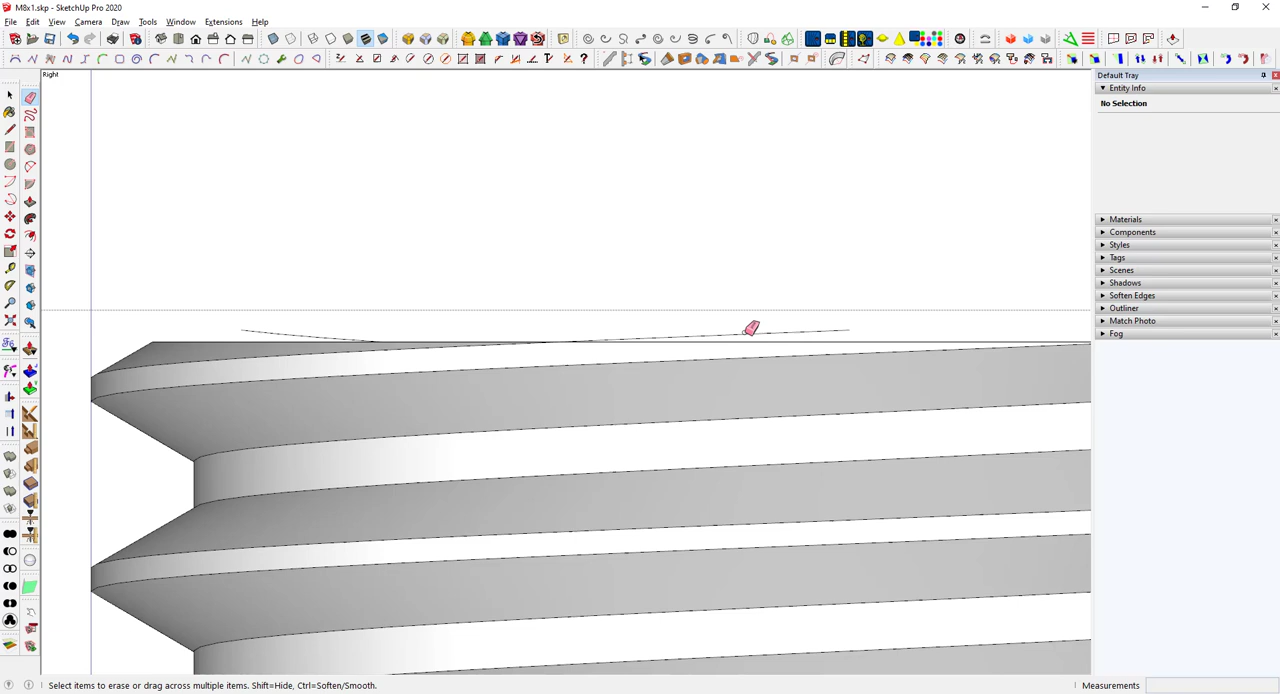 M8x1.skp - SketchUp Pro 2020
File Edit View Camera Draw Tools Window Extensions Help
Right
Default Tray
Entity Info
No Selection
Materials
Components
Styles
Tags
Scenes
Shadows
Soften Edges
Outliner
Match Photo
Fog
Select items to erase or drag across multiple items. Shift=Hide, Ctrl=Soften/Smooth.
Measurements